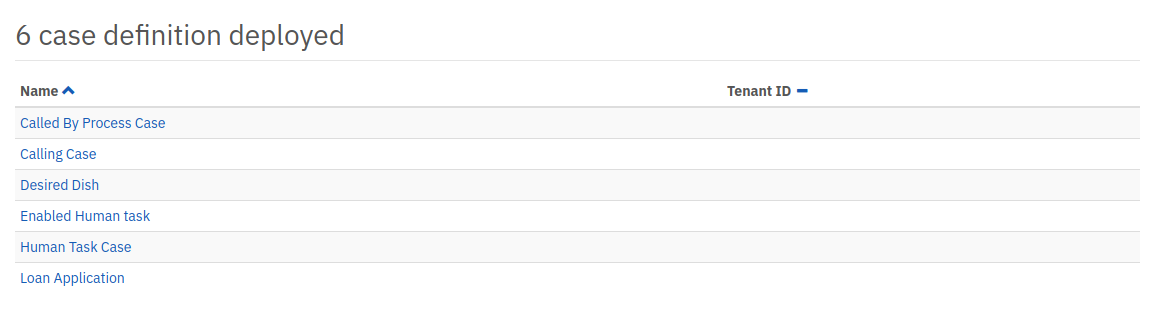 6 case definition deployed
Name Tenant ID
Called By Process Case
Calling Case
Desired Dish
Enabled Human task
Human Task Case
Loan Application